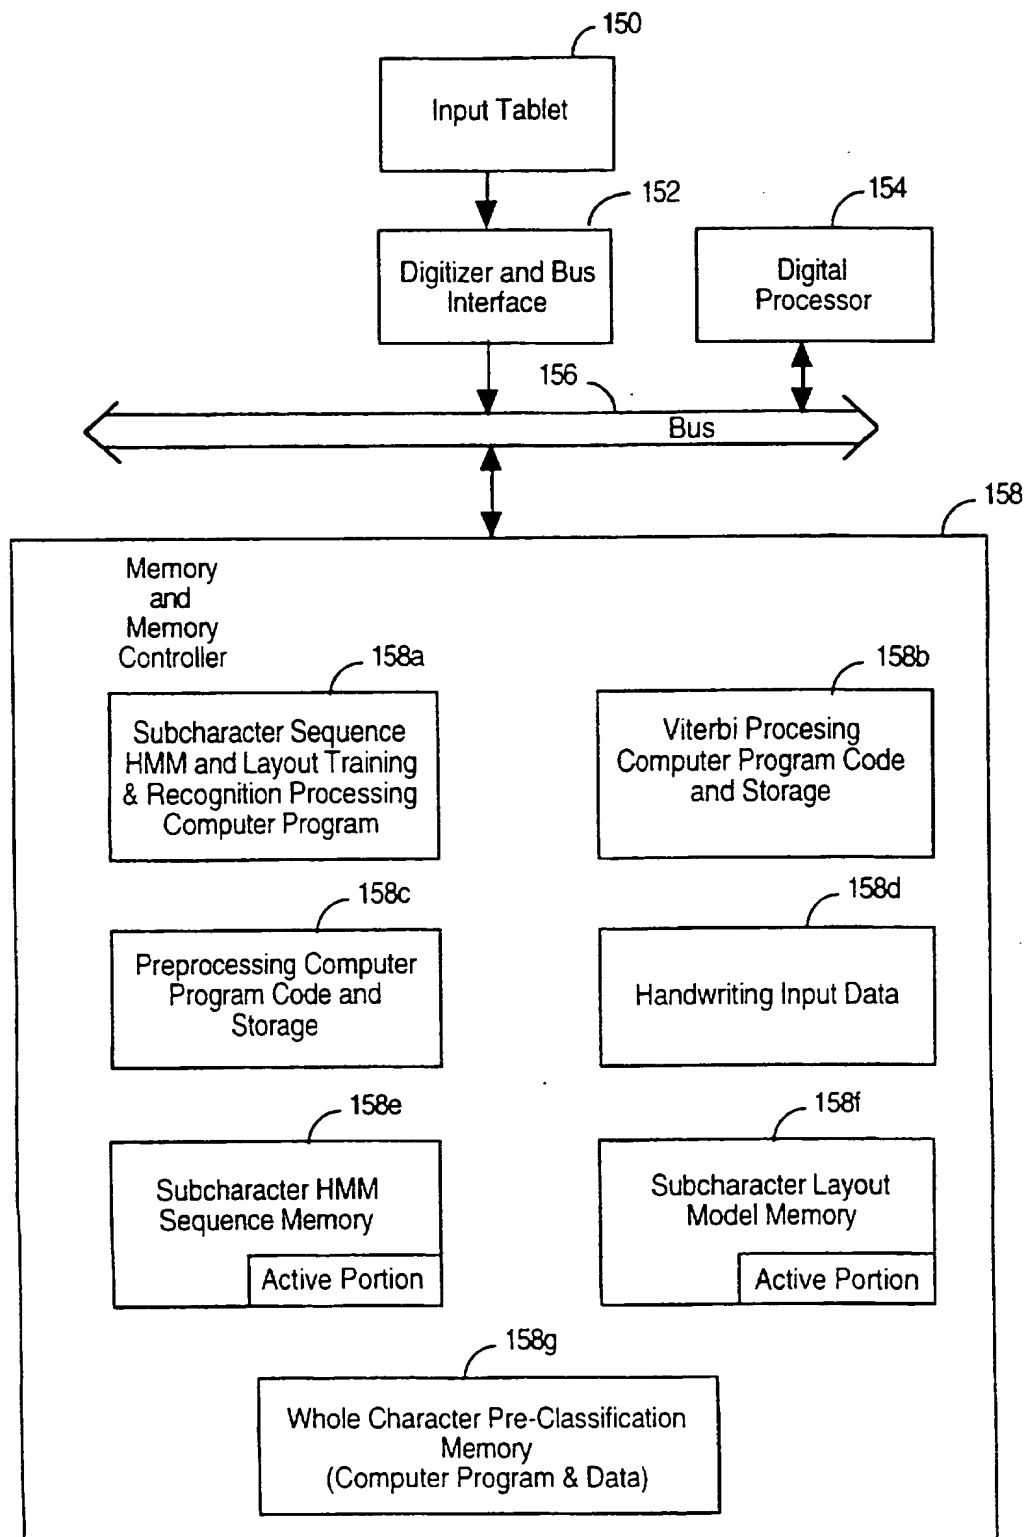 150
Input Tablet
152
154
Digitizer and Bus
Interface
Digital
Processor
156
Bus
158
Memory
and
Memory
Controller
158a
158b
Subcharacter Sequence
HMM and Layout Training
& Recognition Processing
Computer Program
Viterbi Procesing
Computer Program Code
and Storage
158c
158d
Preprocessing Computer
Program Code and
Storage
Handwriting Input Data
158e
158f
Subcharacter HMM
Sequence Memory
Active Portion
Subcharacter Layout
Model Memory
Active Portion
158g
Whole Character Pre-Classification
Memory
(Computer Program & Data)